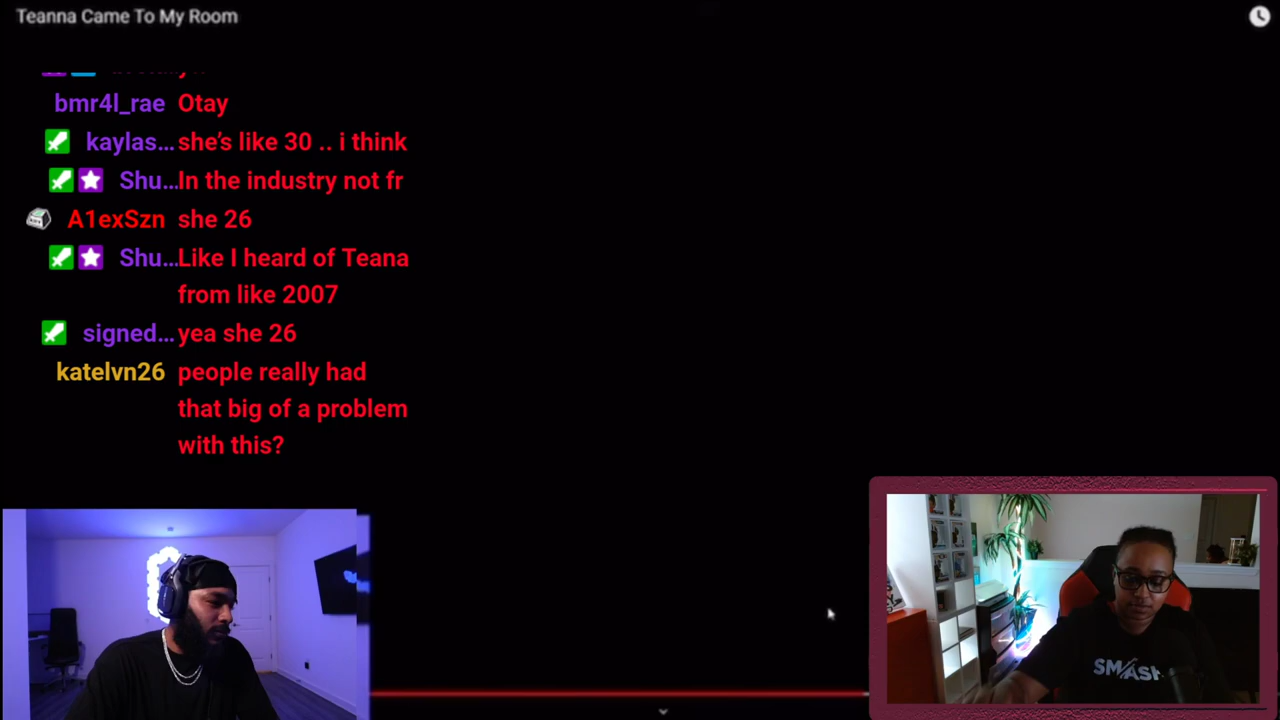 Teanna Came To My Room
bmr4l_rae Otay
kaylas... she's like 30 .. i think
Shu... In the industry not fr
A1exSzn she 26
Shu... Like I heard of Teana
from like 2007
signed... yea she 26
katelvn26 people really had
that big of a problem
with this?
SMASH